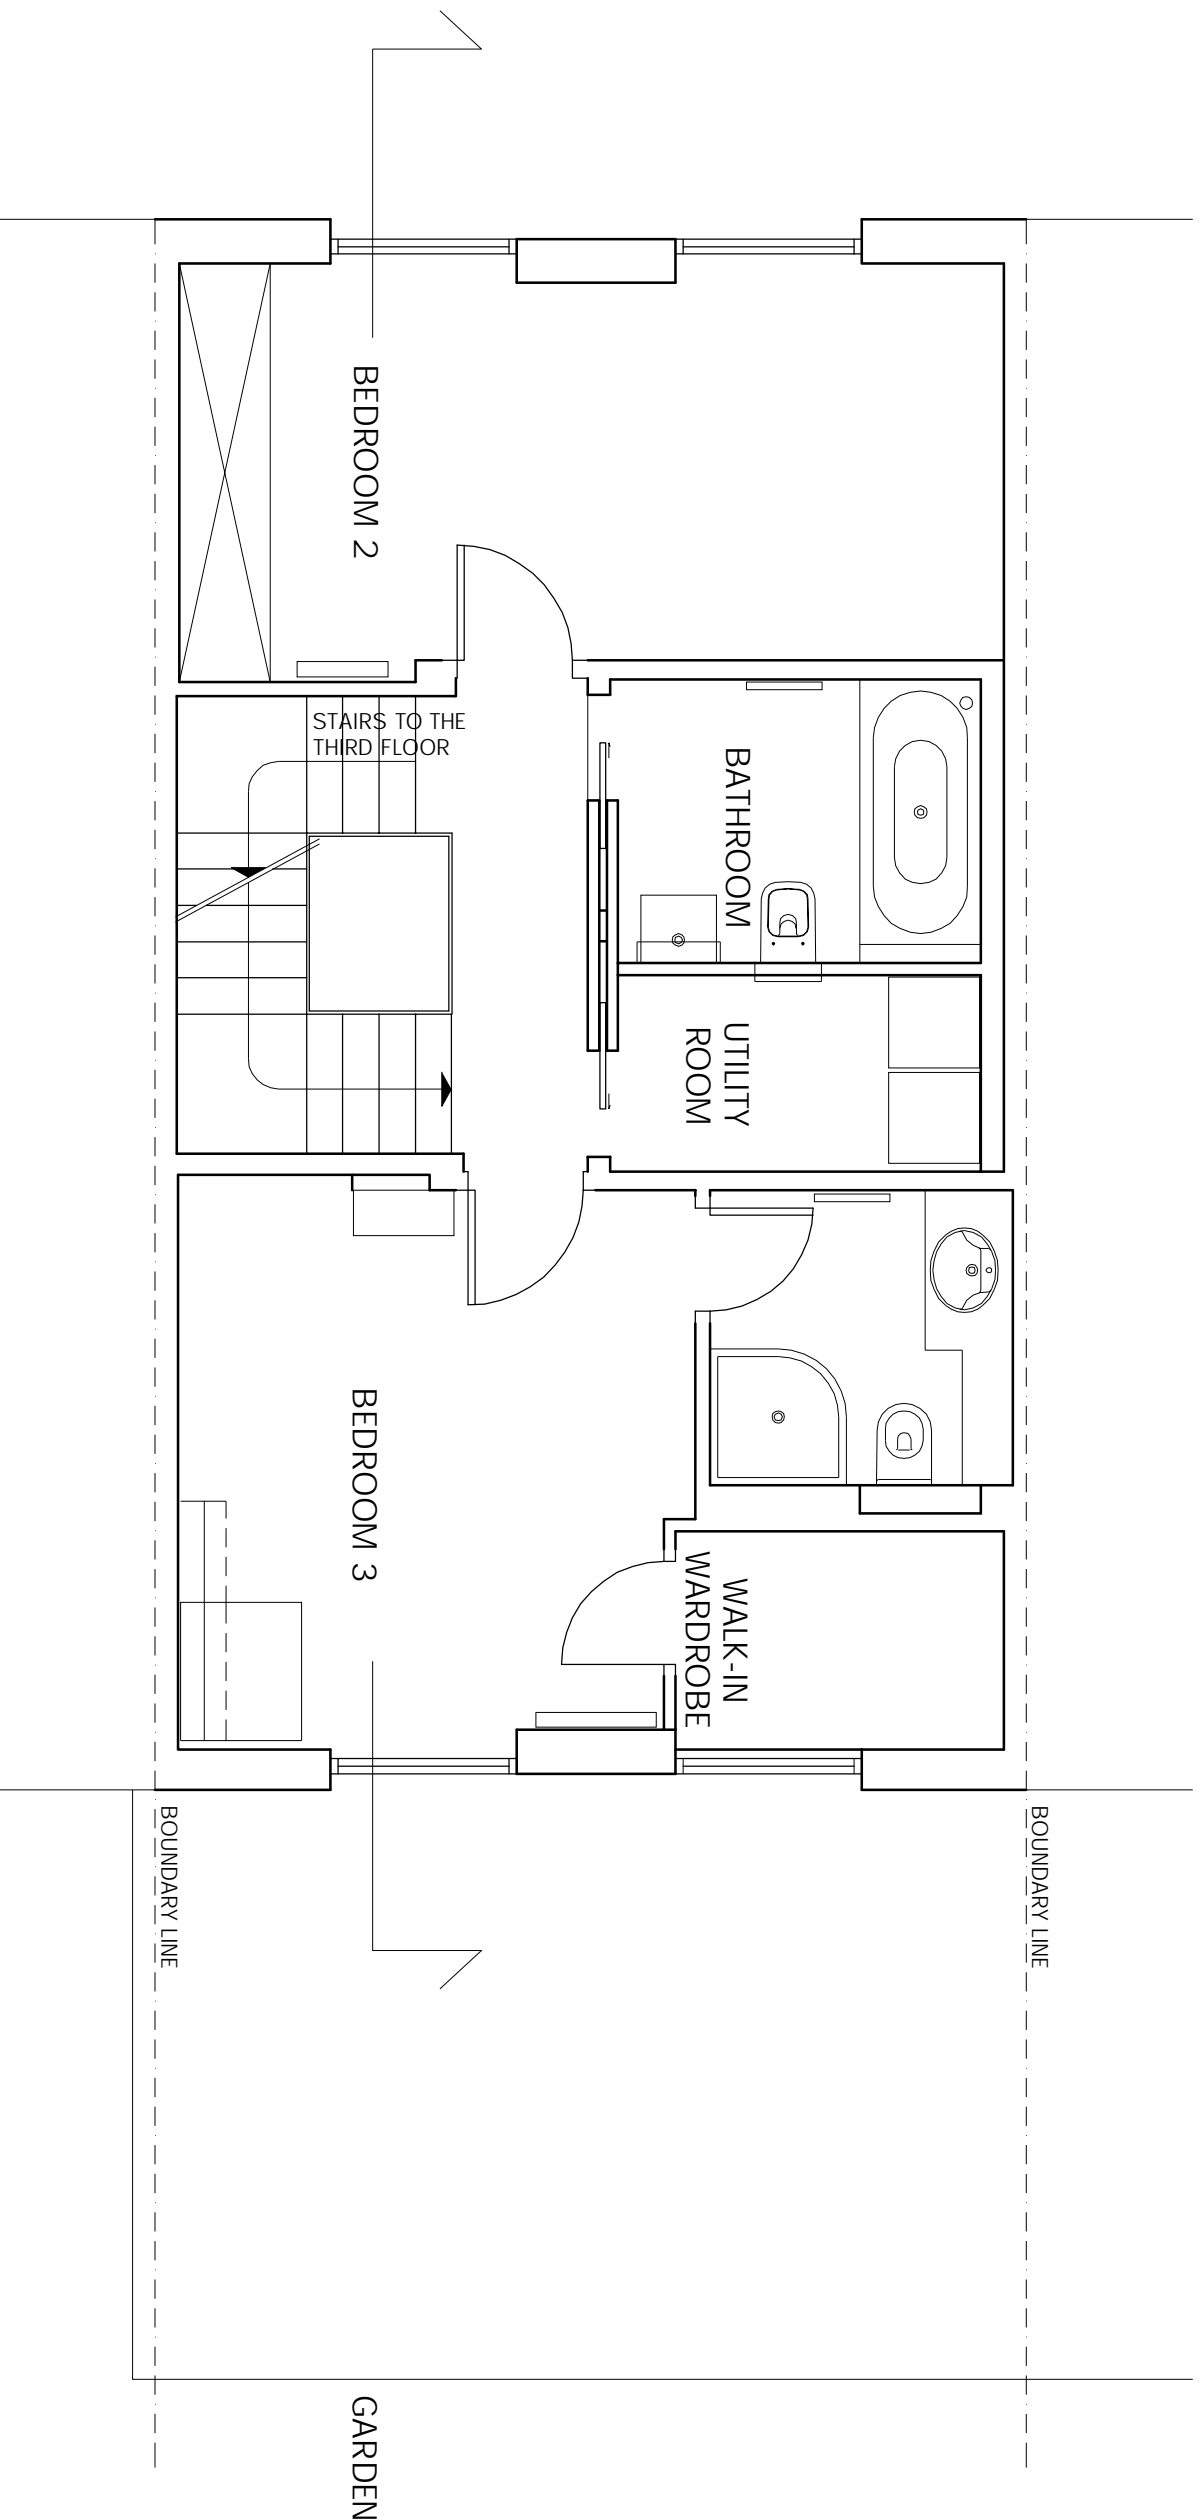 BEDROOM 2
STAIRS TO THE
THIRD FLOOR
BATHROOM
UTILITY
ROOM
BEDROOM 3
WALK-IN
WARDROBE
BOUNDARY LINE
BOUNDARY LINE
GARDEN